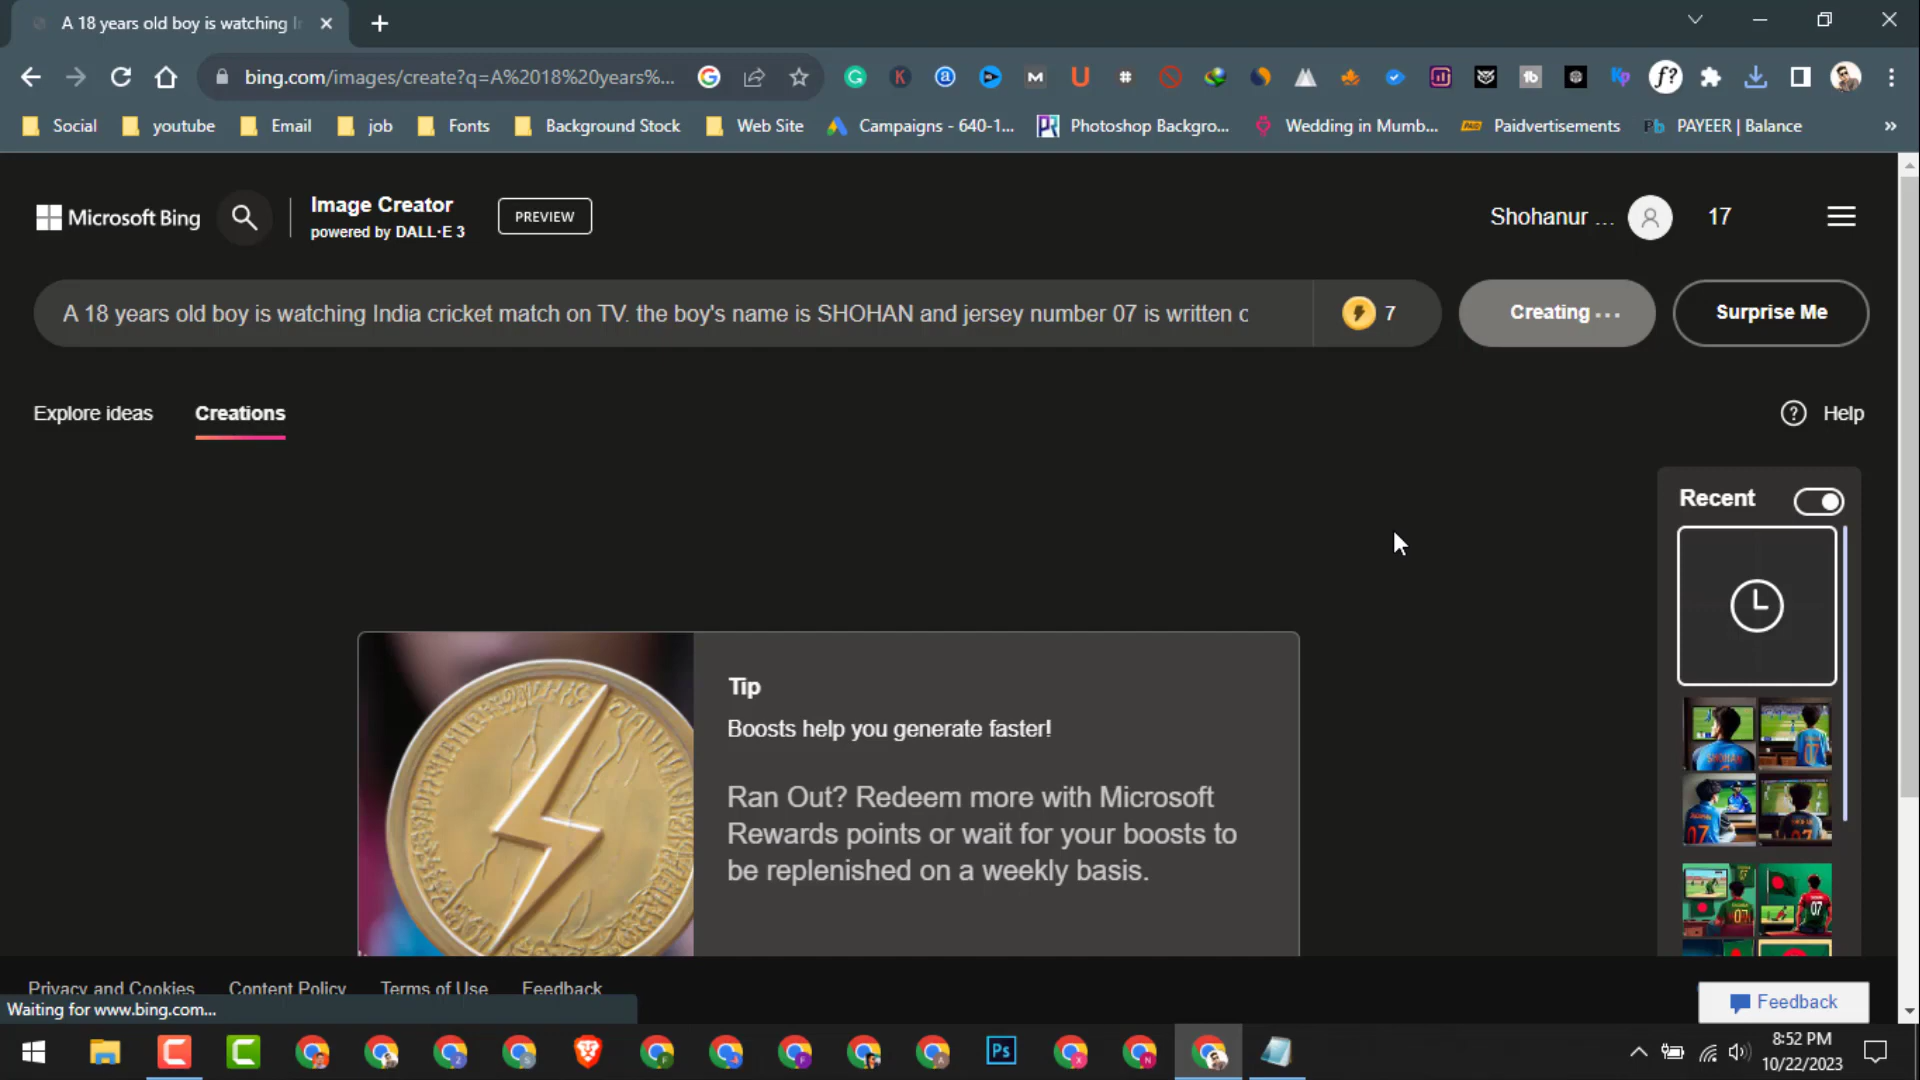 A 18 years old boy is watching In
bing.com/images/create?q=A%2018%20years%...
Social
youtube
Email
job
Fonts
Background Stock
Web Site
Campaigns - 640-1...
Photoshop Backgro...
Wedding in Mumb...
Paidvertisements
PAYEER | Balance
»
Microsoft Bing
Image Creator
powered by DALL·E 3
PREVIEW
Shohanur ...
17
A 18 years old boy is watching India cricket match on TV. the boy's name is SHOHAN and jersey number 07 is written o
7
Creating...
Surprise Me
Explore ideas
Creations
Help
Recent
Tip
Boosts help you generate faster!
Ran Out? Redeem more with Microsoft
Rewards points or wait for your boosts to
be replenished on a weekly basis.
Privacy and Cookies
Content Policy
Terms of Use
Feedback
Feedback
Waiting for www.bing.com...
8:52 PM
10/22/2023